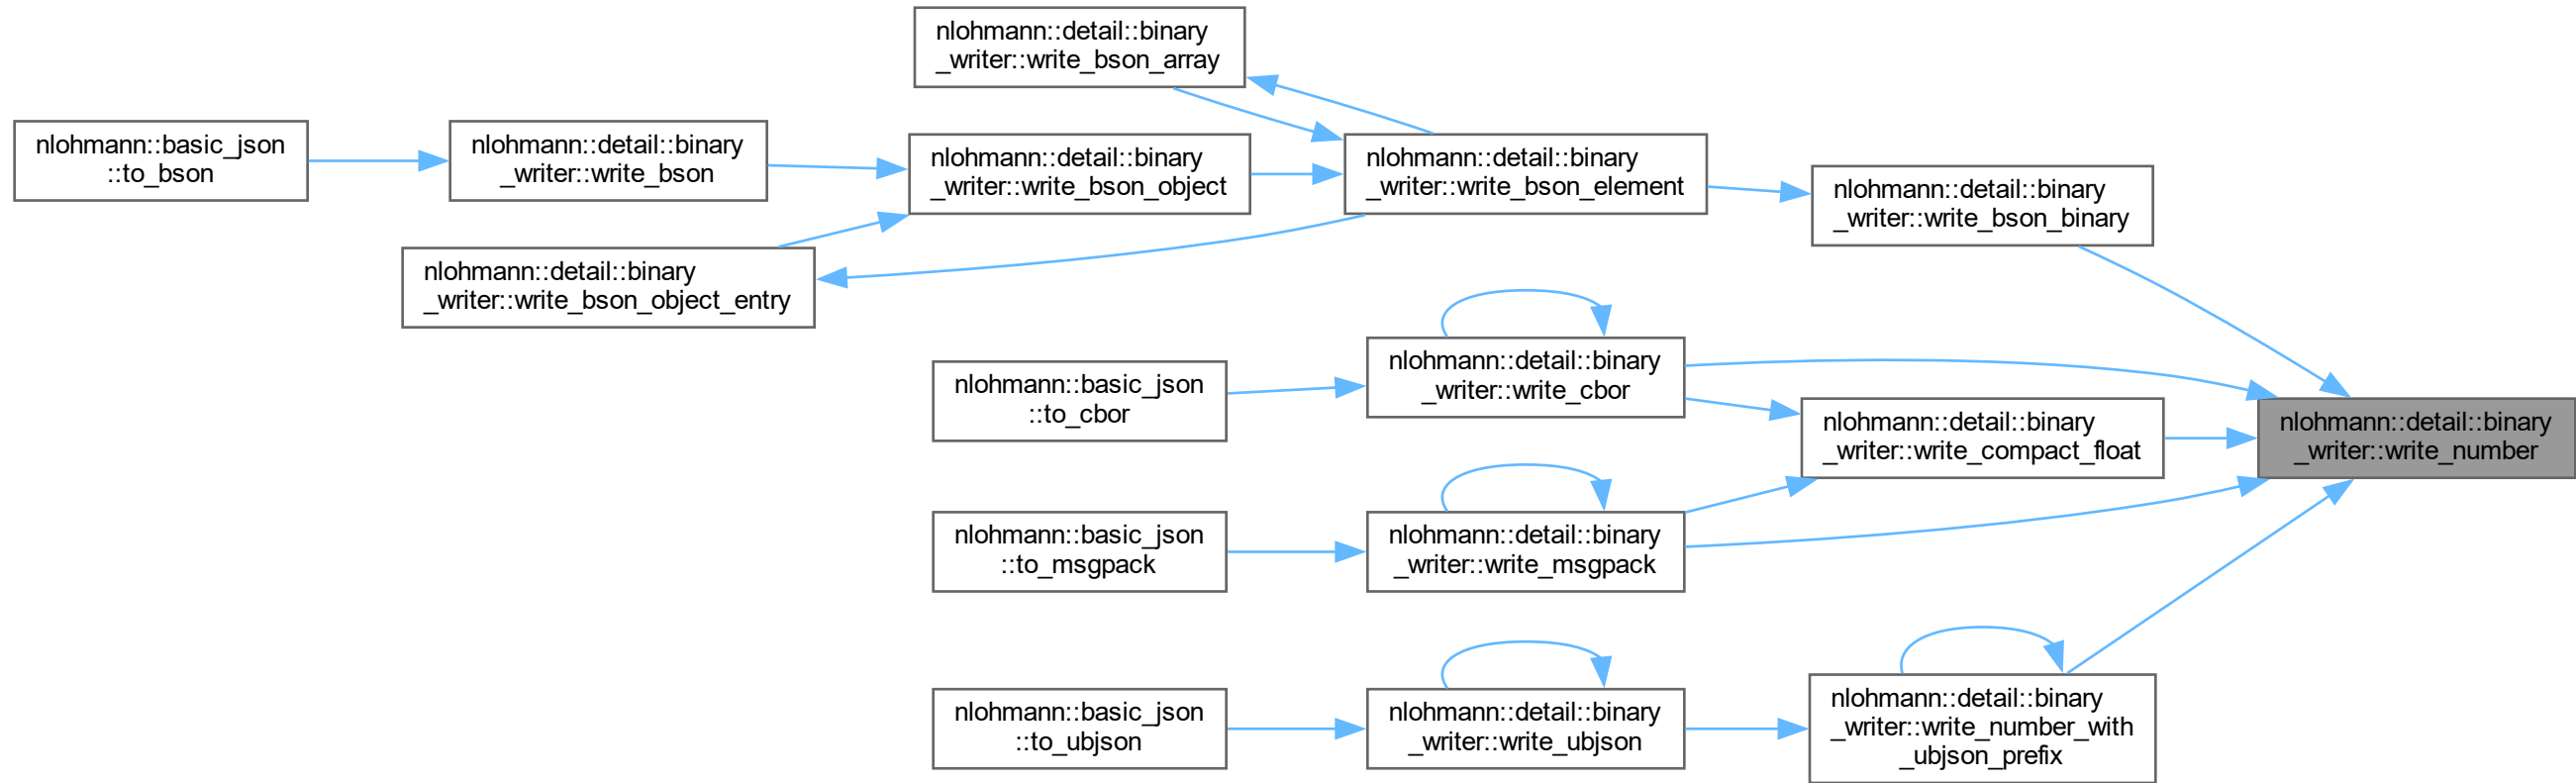 nlohmann::detail::binary
_writer::write_bson_array
nlohmann::basic_json
::to_bson
nlohmann::detail::binary
_writer::write_bson
nlohmann::detail::binary
_writer::write_bson_object
nlohmann::detail::binary
_writer::write_bson_element
nlohmann::detail::binary
_writer::write_bson_binary
nlohmann::detail::binary
_writer::write_bson_object_entry
nlohmann::basic_json
::to_cbor
nlohmann::detail::binary
_writer::write_cbor
nlohmann::detail::binary
_writer::write_compact_float
nlohmann::detail::binary
_writer::write_number
nlohmann::basic_json
::to_msgpack
nlohmann::detail::binary
_writer::write_msgpack
nlohmann::basic_json
::to_ubjson
nlohmann::detail::binary
_writer::write_ubjson
nlohmann::detail::binary
_writer::write_number_with
_ubjson_prefix